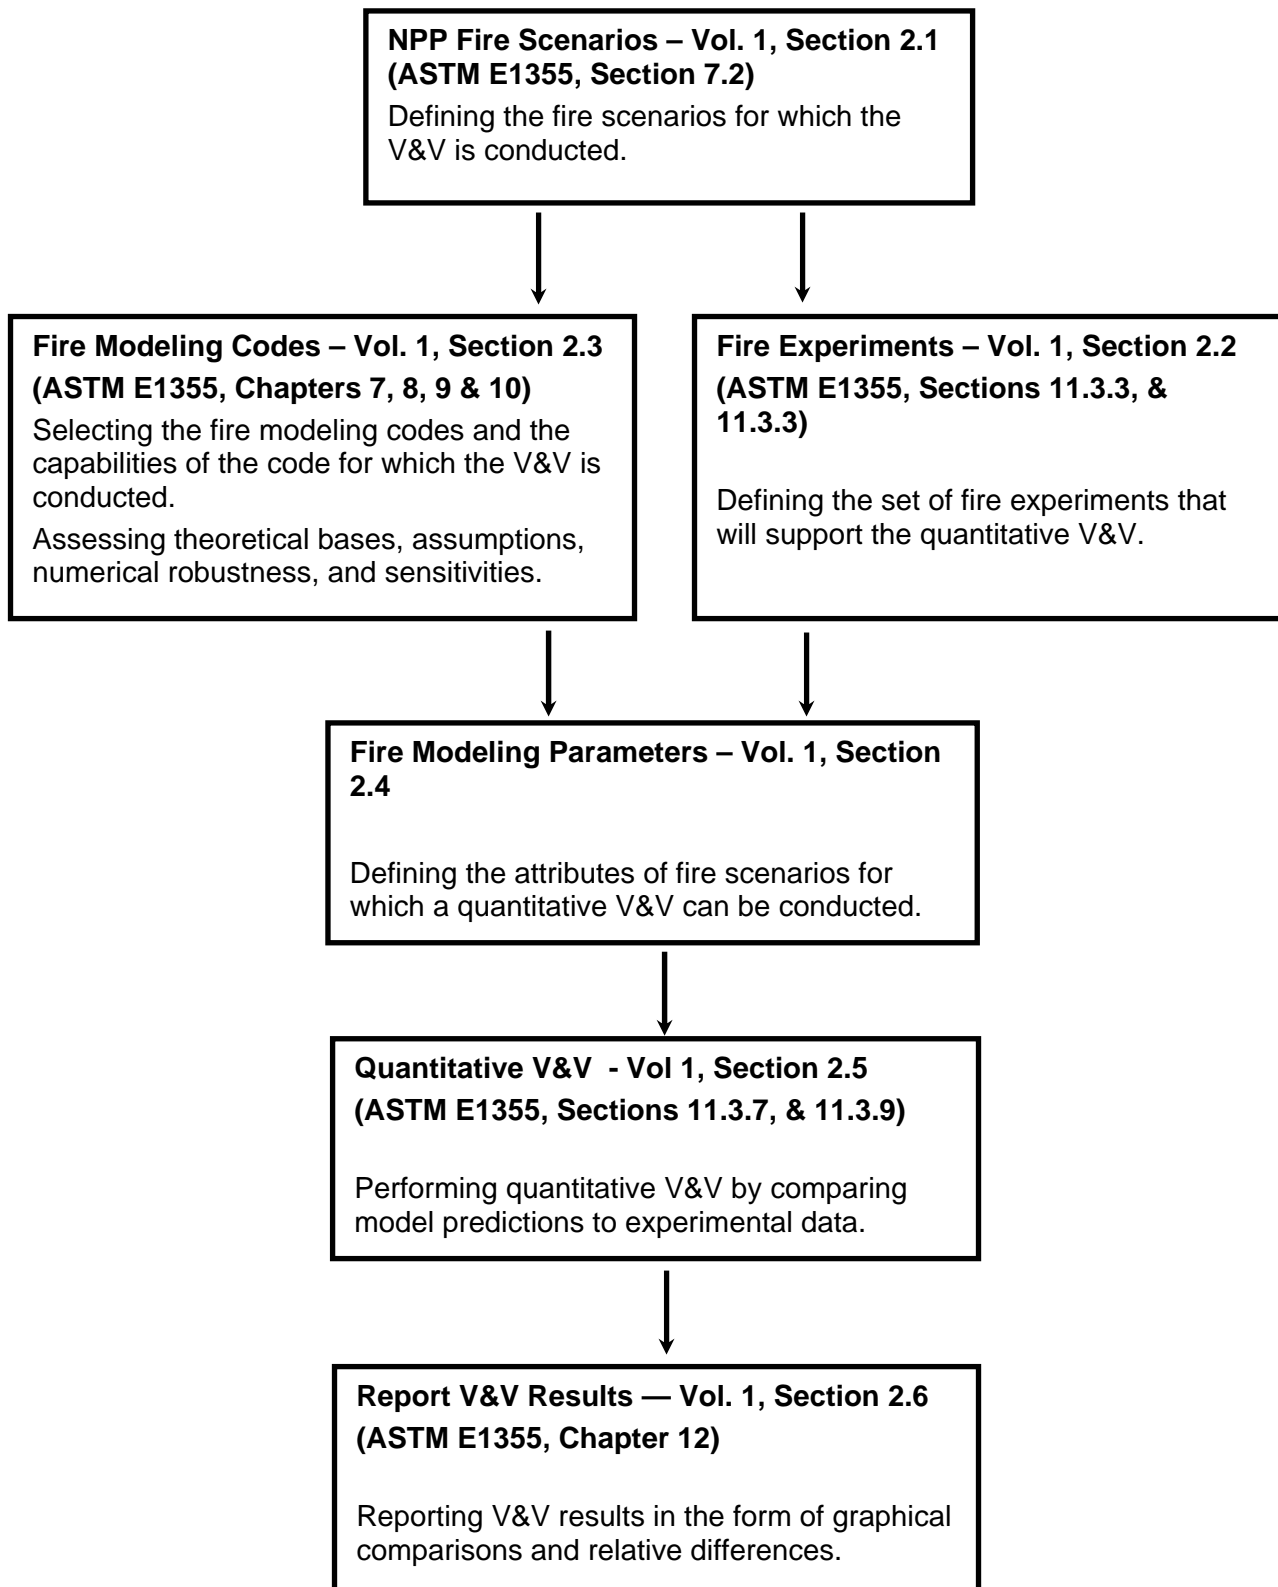 NPP Fire Scenarios – Vol. 1, Section 2.1
(ASTM E1355, Section 7.2)
Defining the fire scenarios for which the
V&V is conducted.
Fire Modeling Codes – Vol. 1, Section 2.3
(ASTM E1355, Chapters 7, 8, 9 & 10)
Selecting the fire modeling codes and the
capabilities of the code for which the V&V is
conducted.
Assessing theoretical bases, assumptions,
numerical robustness, and sensitivities.
Fire Experiments – Vol. 1, Section 2.2
(ASTM E1355, Sections 11.3.3, &
11.3.3)
Defining the set of fire experiments that
will support the quantitative V&V.
Fire Modeling Parameters – Vol. 1, Section
2.4
Defining the attributes of fire scenarios for
which a quantitative V&V can be conducted.
Quantitative V&V  - Vol 1, Section 2.5
(ASTM E1355, Sections 11.3.7, & 11.3.9)
Performing quantitative V&V by comparing
model predictions to experimental data.
Report V&V Results — Vol. 1, Section 2.6
(ASTM E1355, Chapter 12)
Reporting V&V results in the form of graphical
comparisons and relative differences.